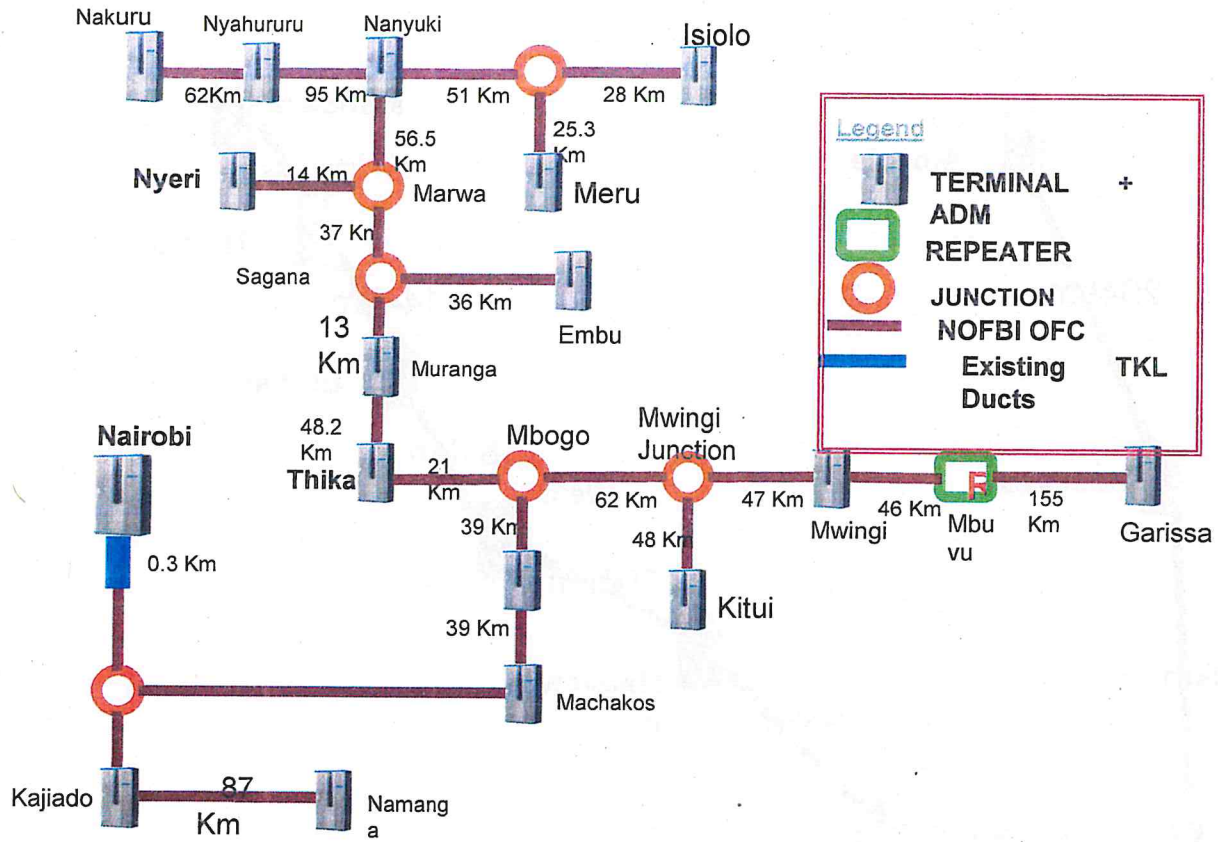 Nakuru
Nyahururu
Nanyuki
Isiolo
62Km
95 Km
51 Km
28 Km
56.5
Km
25.3
Km
Nyeri
14 Km
Marwa
Meru
37 Km
Sagana
36 Km
Embu
13
Km
Muranga
48.2
Km
Nairobi
Thika
21
Km
Mbogo
Mwingi
Junction
62 Km
47 Km
Mwingi
46 Km
R
Mbu
vu
155
Km
Garissa
39 Km
48 Km
Kitui
39 Km
Machakos
0.3 Km
Kajiado
87
Km
Namang
a
Legend
TERMINAL +
ADM
REPEATER
JUNCTION
NOFBI OFC
Existing TKL
Ducts